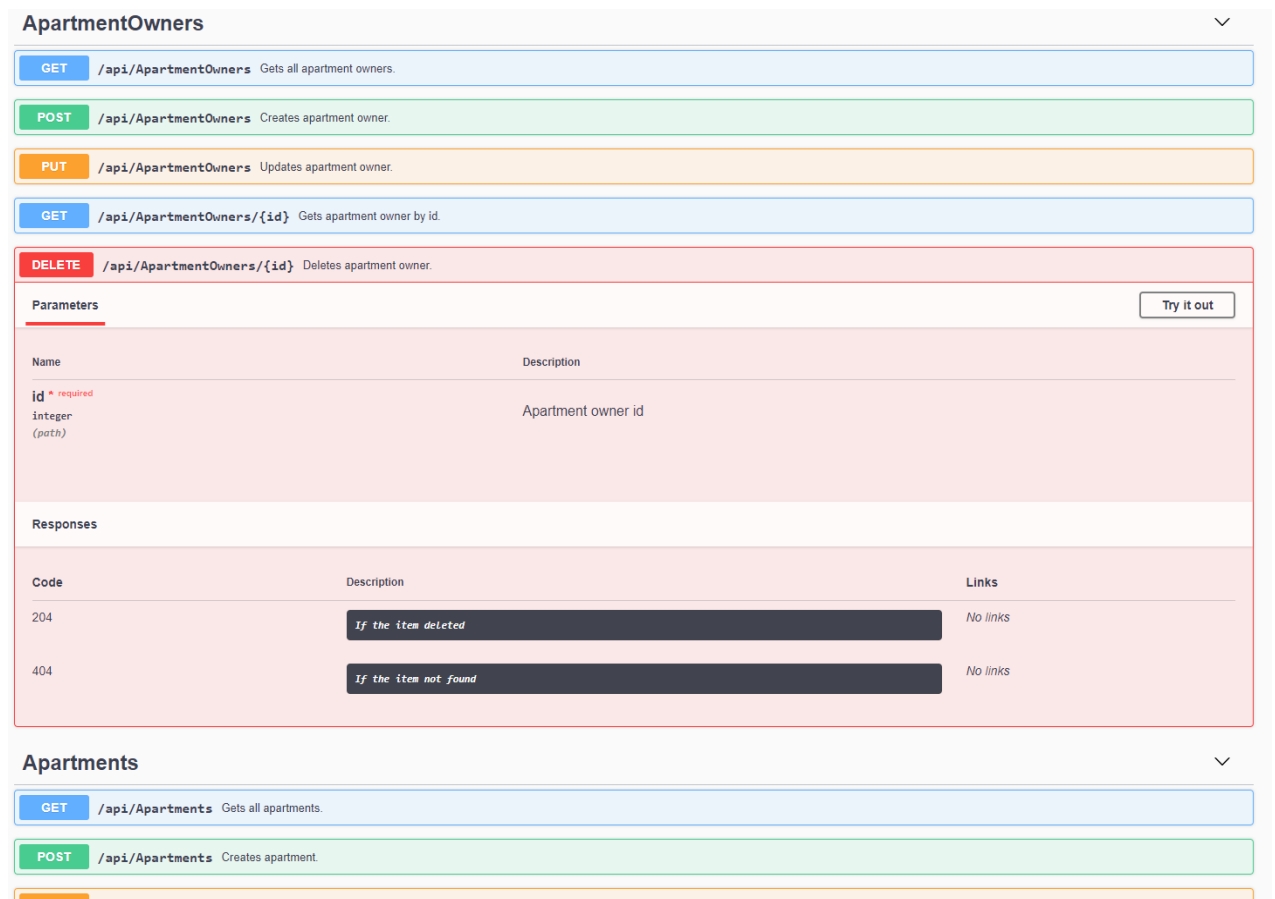 ApartmentOwners
GET /api/ApartmentOwners Gets all apartment owners.
POST /api/ApartmentOwners Creates apartment owner.
PUT /api/ApartmentOwners Updates apartment owner.
GET /api/ApartmentOwners/{id} Gets apartment owner by id.
DELETE /api/ApartmentOwners/{id} Deletes apartment owner.
Parameters Try it out
Name Description
id * required
integer
(path)
Apartment owner id
Responses
Code Description Links
204 If the item deleted No links
404 If the item not found No links
Apartments
GET /api/Apartments Gets all apartments.
POST /api/Apartments Creates apartment.